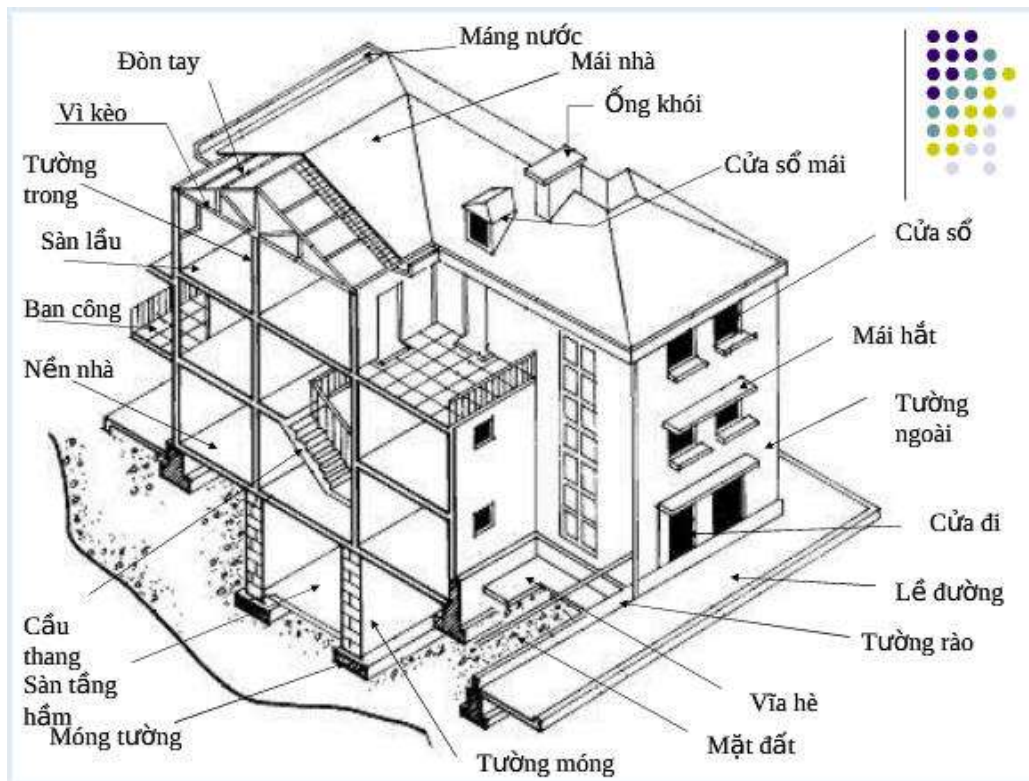 Máng nước
Đòn tay
Mái nhà
Vì kèo
Ống khói
Tường
trong
Cửa sổ mái
Sàn lầu
Cửa sổ
Ban công
Mái hắt
Nền nhà
Tường
ngoài
Cửa đi
Lề đường
Cầu
thang
Tường rào
Sàn tầng
hầm
Vĩa hè
Móng tường
Mặt đất
Tường móng